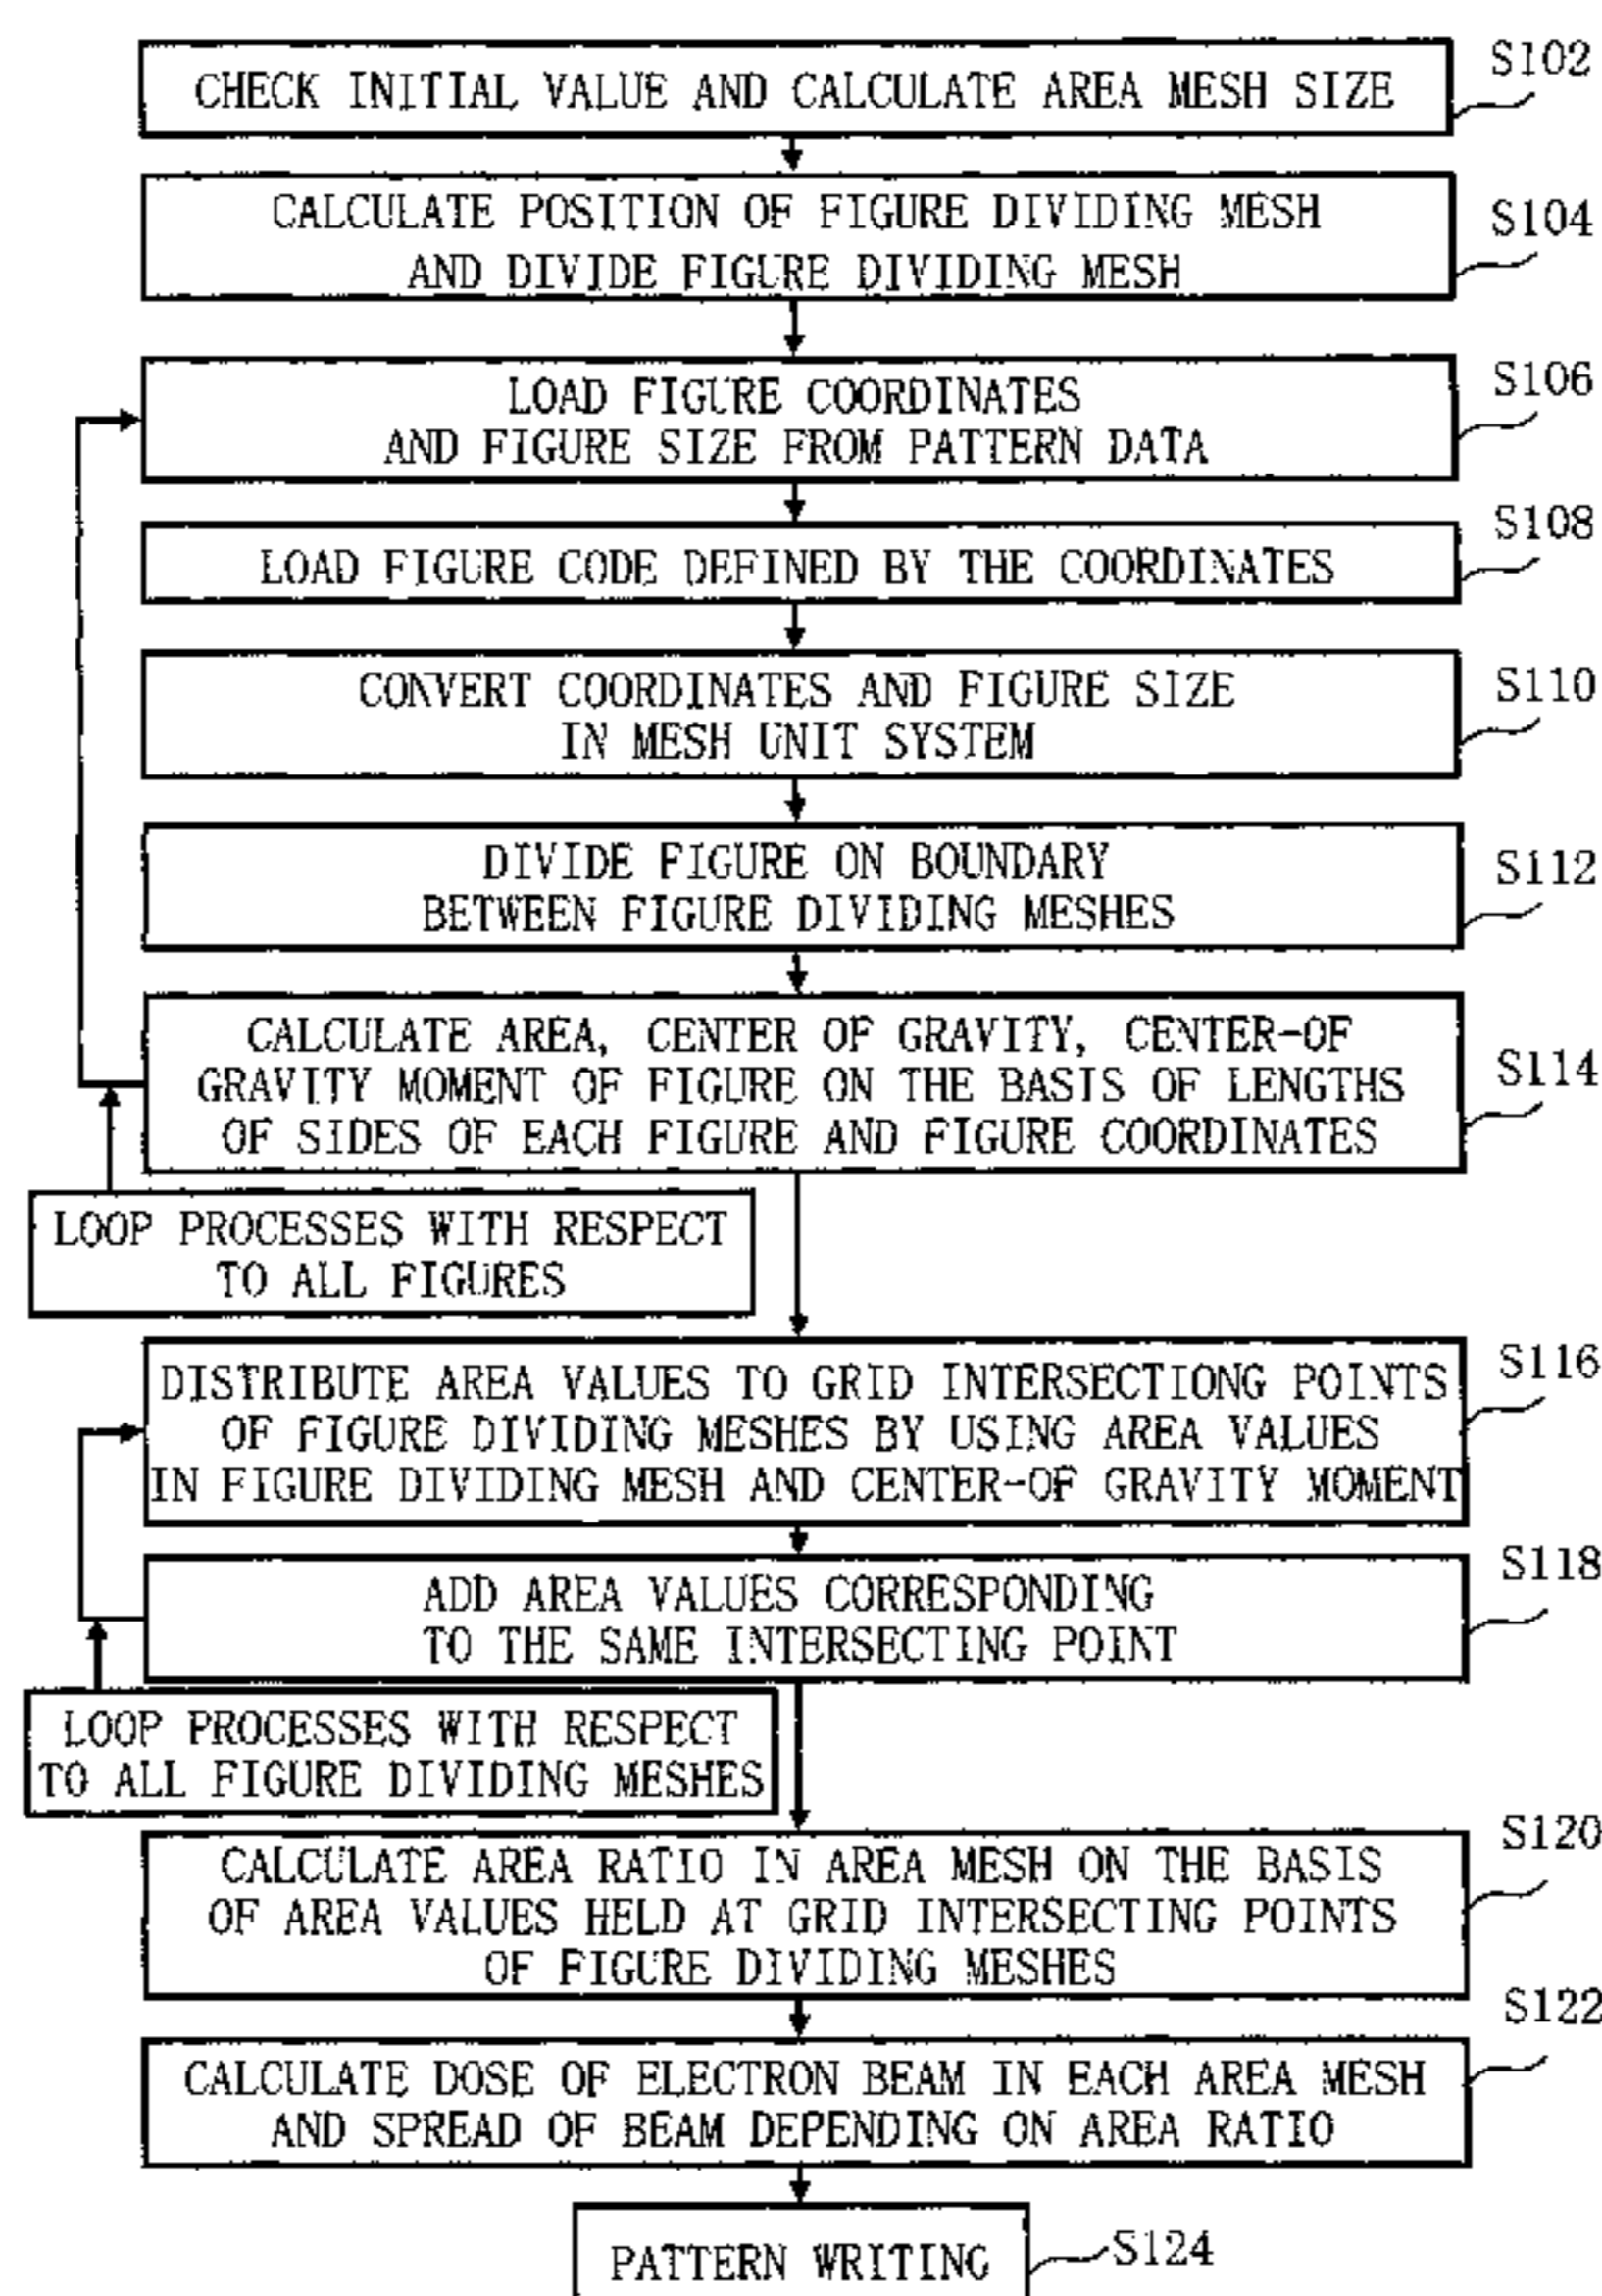 CHECK INITIAL VALUE AND CALCULATE AREA MESH SIZE
S102
CALCULATE POSITION OF FIGURE DIVIDING MESH
AND DIVIDE FIGURE DIVIDING MESH
S104
LOAD FIGURE COORDINATES
AND FIGURE SIZE FROM PATTERN DATA
S106
LOAD FIGURE CODE DEFINED BY THE COORDINATES
S108
CONVERT COORDINATES AND FIGURE SIZE
IN MESH UNIT SYSTEM
S110
DIVIDE FIGURE ON BOUNDARY
BETWEEN FIGURE DIVIDING MESHES
S112
CALCULATE AREA, CENTER OF GRAVITY, CENTER-OF
GRAVITY MOMENT OF FIGURE ON THE BASIS OF LENGTHS
OF SIDES OF EACH FIGURE AND FIGURE COORDINATES
S114
LOOP PROCESSES WITH RESPECT
TO ALL FIGURES
DISTRIBUTE AREA VALUES TO GRID INTERSECTIONG POINTS
OF FIGURE DIVIDING MESHES BY USING AREA VALUES
IN FIGURE DIVIDING MESH AND CENTER-OF GRAVITY MOMENT
S116
ADD AREA VALUES CORRESPONDING
TO THE SAME INTERSECTING POINT
S118
LOOP PROCESSES WITH RESPECT
TO ALL FIGURE DIVIDING MESHES
CALCULATE AREA RATIO IN AREA MESH ON THE BASIS
OF AREA VALUES HELD AT GRID INTERSECTING POINTS
OF FIGURE DIVIDING MESHES
S120
CALCULATE DOSE OF ELECTRON BEAM IN EACH AREA MESH
AND SPREAD OF BEAM DEPENDING ON AREA RATIO
S122
PATTERN WRITING
S124